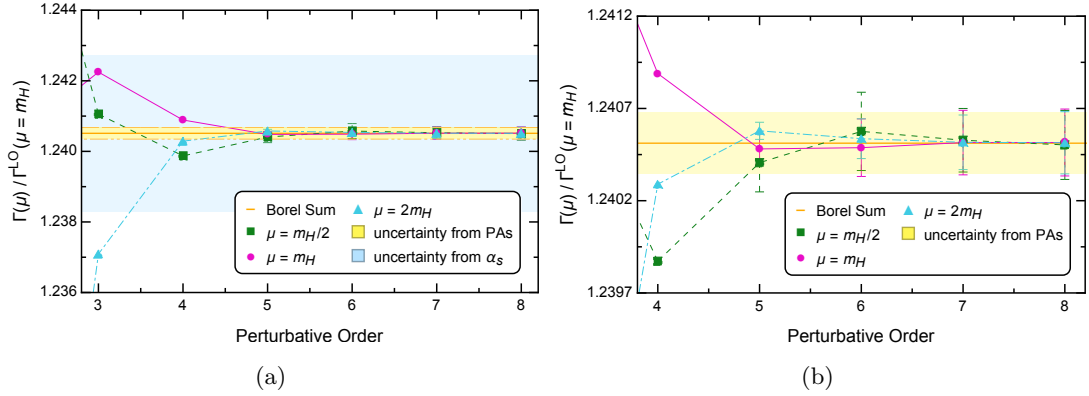 Γ(μ) / Γ^LO(μ = m_H)
1.244
1.242
1.240
1.238
1.236
Borel Sum
μ = m_H/2
μ = m_H
μ = 2m_H
uncertainty from PAs
uncertainty from α_s
3 4 5 6 7 8
Perturbative Order
(a)
Γ(μ) / Γ^LO(μ = m_H)
1.2412
1.2407
1.2402
1.2397
Borel Sum
μ = m_H/2
μ = m_H
μ = 2m_H
uncertainty from PAs
4 5 6 7 8
Perturbative Order
(b)